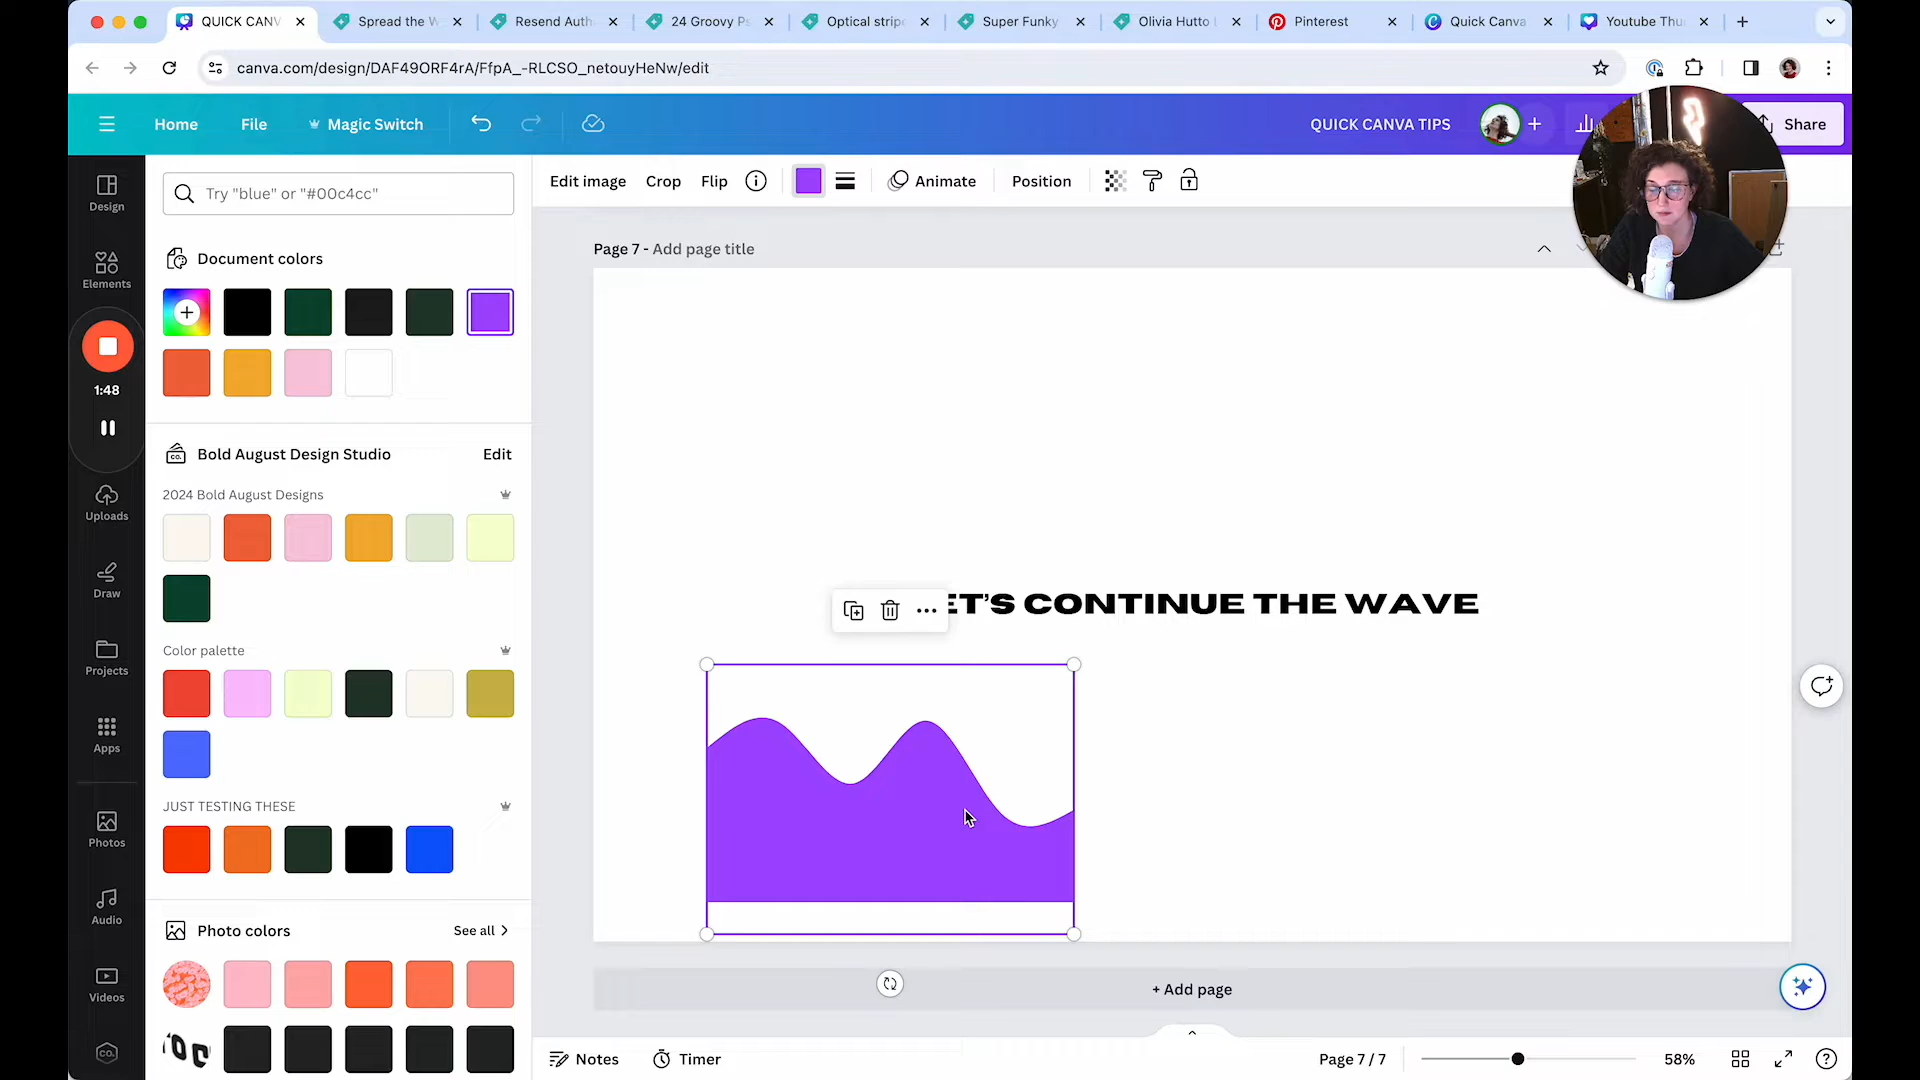 QUICK CANV
Spread the W
Resend Auth
24 Groovy Ps
Optical stripe
Super Funky
Olivia Hutto
Pinterest
Quick Canva
Youtube Thu
canva.com/design/DAF49ORF4rA/FfpA_-RLCSO_netouyHeNw/edit
Home
File
Magic Switch
QUICK CANVA TIPS
Share
Design
Elements
1:48
Uploads
Draw
Projects
Apps
Photos
Audio
Videos
co.
Try "blue" or "#00c4cc"
Document colors
co.
Bold August Design Studio
Edit
2024 Bold August Designs
Color palette
JUST TESTING THESE
Photo colors
See all
Edit image
Crop
Flip
Animate
Position
Page 7 - Add page title
ET'S CONTINUE THE WAVE
+ Add page
Notes
Timer
Page 7 / 7
58%